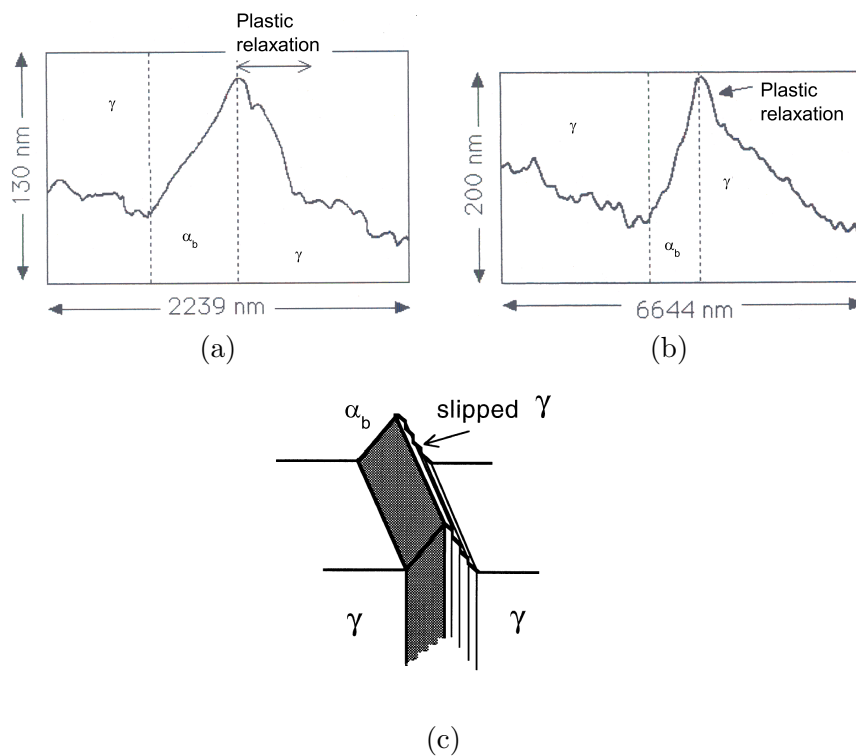 Plastic
relaxation
γ
130 nm
α_b
γ
2239 nm
(a)
γ
Plastic
relaxation
200 nm
γ
α_b
6644 nm
(b)
α_b slipped γ
γ γ
(c)